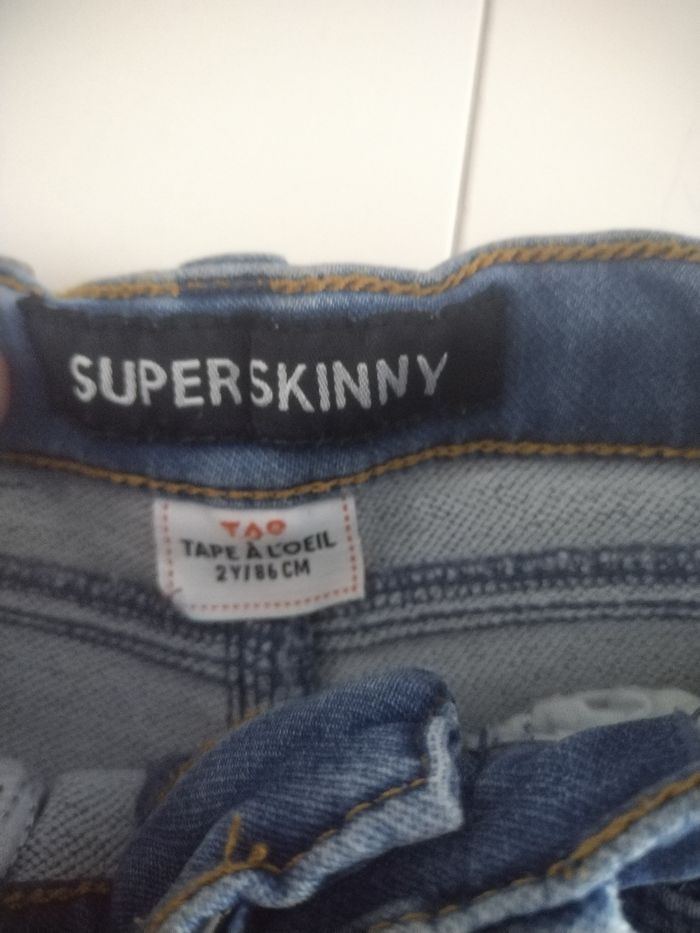 SUPERSKINNY
TAO
TAPE À L'OEIL
2Y/86 CM